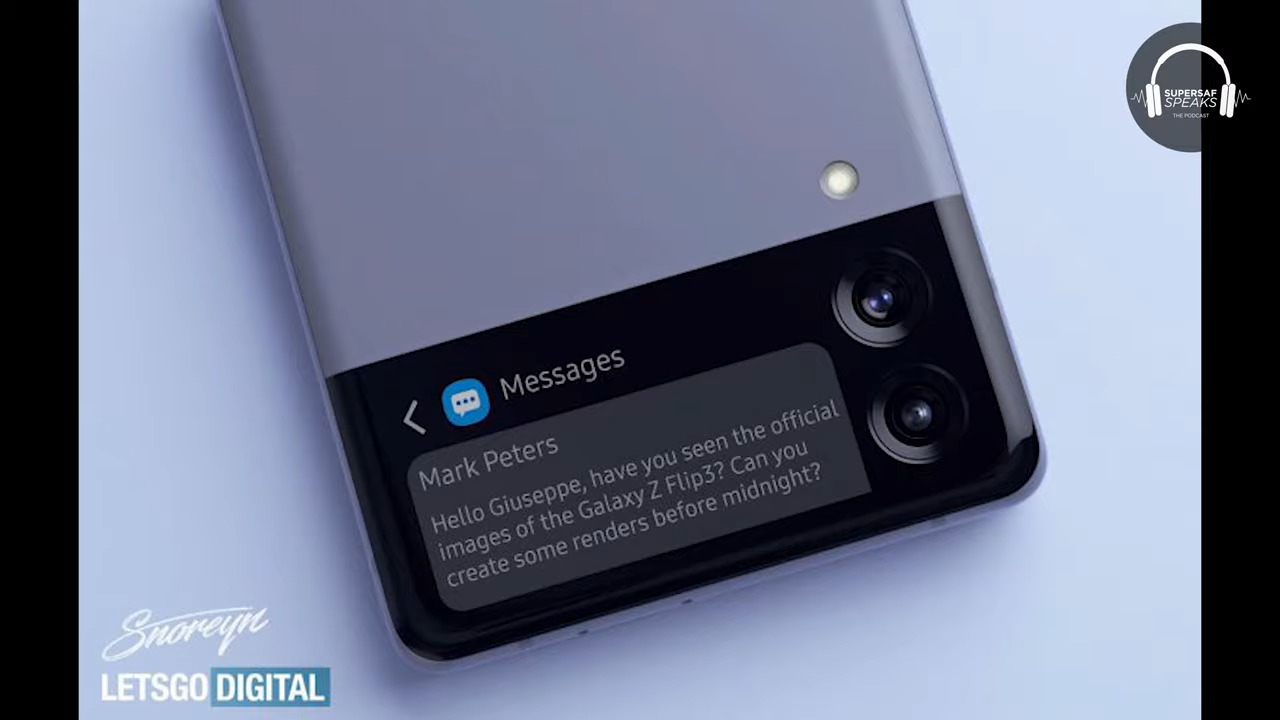 SUPERSAF
SPEAKS
THE PODCAST
Messages
Mark Peters
Hello Giuseppe, have you seen the official
images of the Galaxy Z Flip3? Can you
create some renders before midnight?
Snoreyn
LETSGO DIGITAL